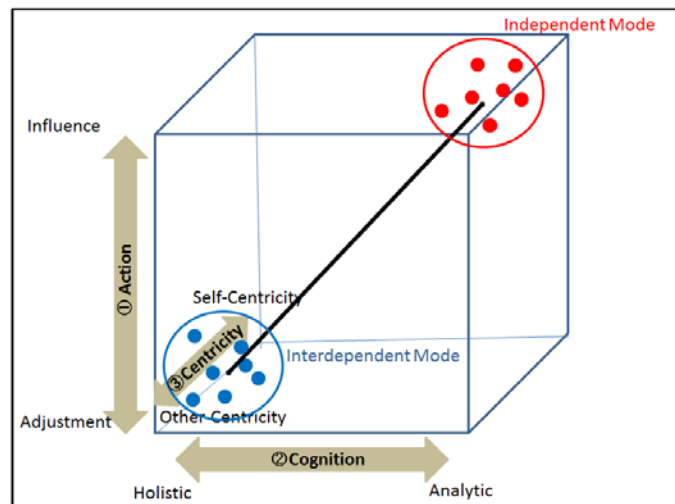 Independent Mode
Influence
① Action
Self-Centricity
③Centricity
Interdependent Mode
Adjustment
Other Centricity
②Cognition
Holistic
Analytic